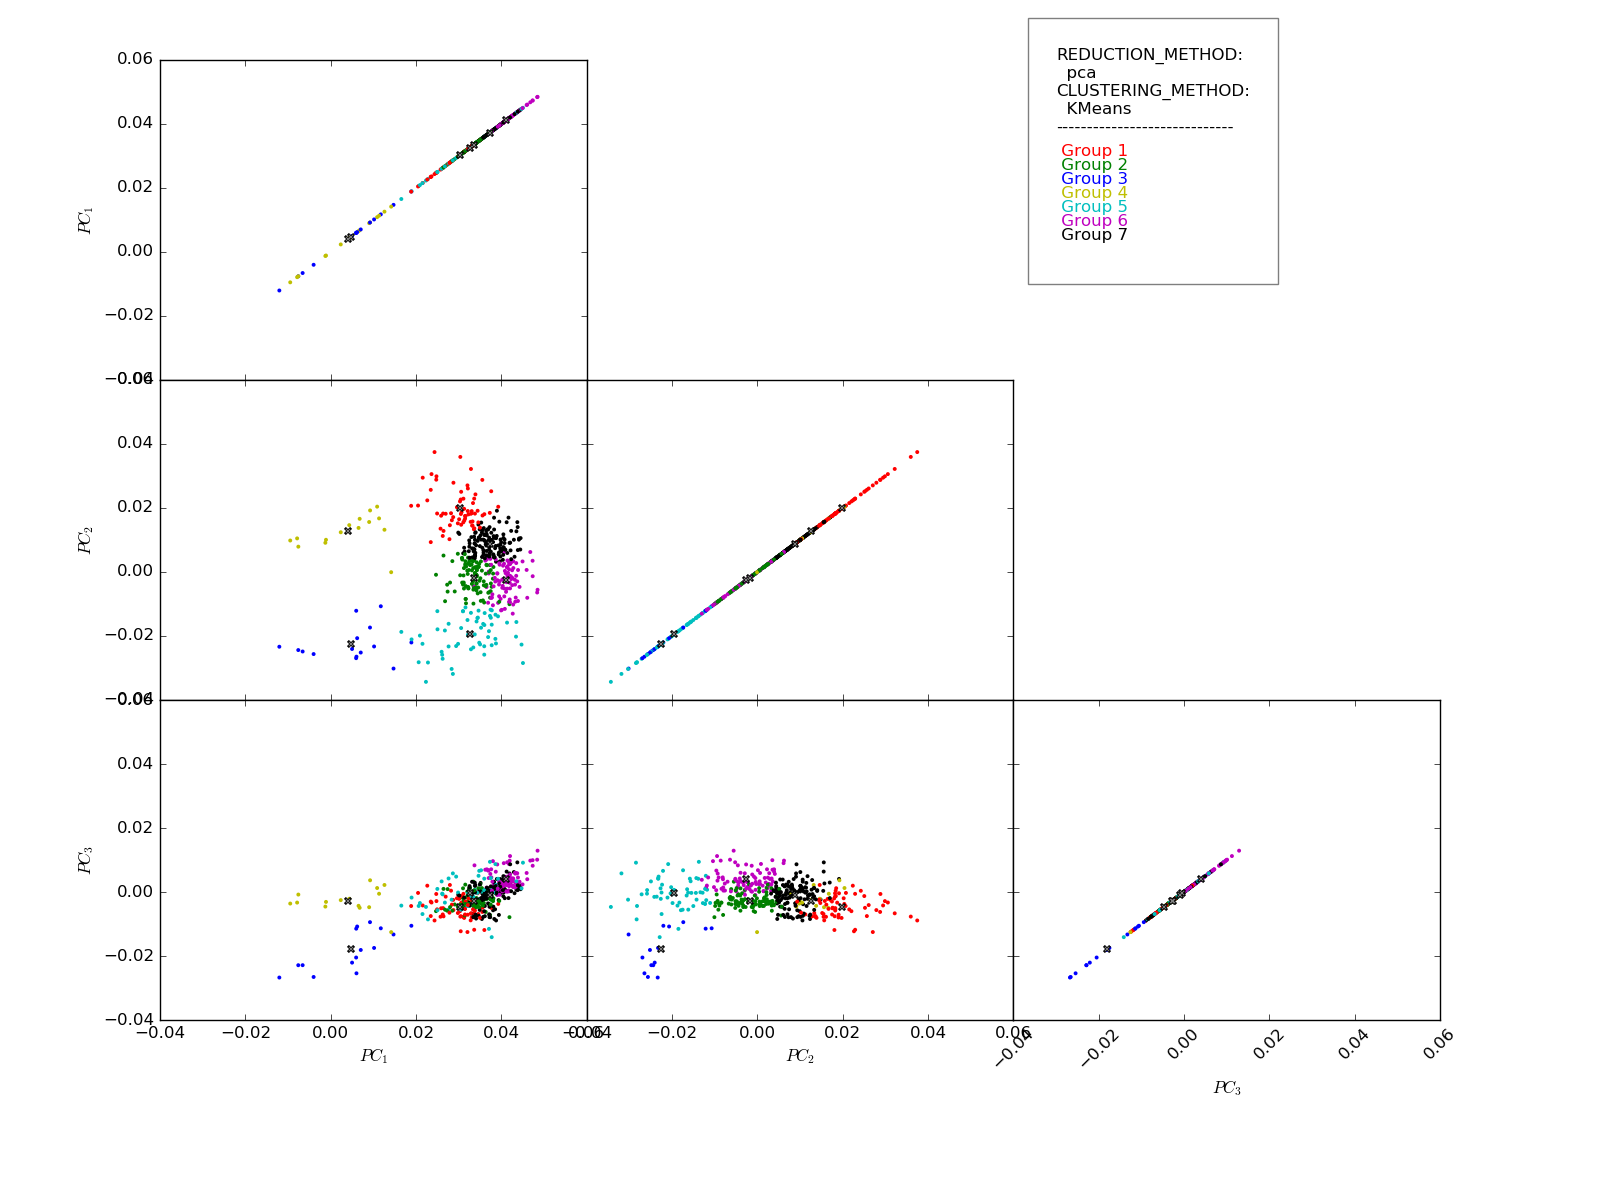 REDUCTION_METHOD:
pca
CLUSTERING_METHOD:
KMeans
------------------------------
Group 1
Group 2
Group 3
Group 4
Group 5
Group 6
Group 7
0.06
0.04
0.02
0.00
−0.02
−0.04
PC1
0.06
0.04
0.02
0.00
−0.02
−0.04
PC2
0.06
0.04
0.02
0.00
−0.02
−0.04
PC3
−0.04 −0.02 0.00 0.02 0.04 0.06
PC1
−0.04 −0.02 0.00 0.02 0.04 0.06
PC2
−0.04 −0.02 0.00 0.02 0.04 0.06
PC3